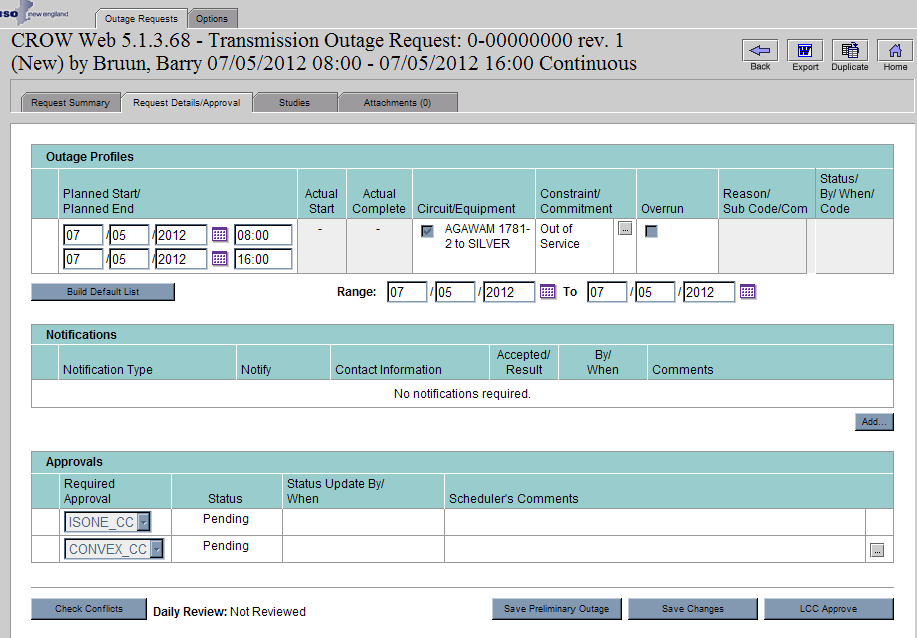 ISO new england
Outage Requests Options
CROW Web 5.1.3.68 - Transmission Outage Request: 0-00000000 rev. 1
(New) by Bruun, Barry 07/05/2012 08:00 - 07/05/2012 16:00 Continuous
Back Export Duplicate Home
Request Summary Request Details/Approval Studies Attachments (0)
Outage Profiles
Planned Start/
Planned End
Actual
Start
Actual
Complete
Circuit/Equipment
Constraint/
Commitment
Overrun
Reason/
Sub Code/Com
Status/
By/ When/
Code
07 /05 /2012 08:00
07 /05 /2012 16:00
-
-
AGAWAM 1781-
2 to SILVER
Out of
Service
...
Build Default List
Range: 07 / 05 / 2012 To 07 / 05 / 2012
Notifications
Notification Type
Notify
Contact Information
Accepted/
Result
By/
When
Comments
No notifications required.
Add...
Approvals
Required
Approval
Status
Status Update By/
When
Scheduler's Comments
ISONE_CC Pending
CONVEX_CC Pending ...
Check Conflicts Daily Review: Not Reviewed Save Preliminary Outage Save Changes LCC Approve